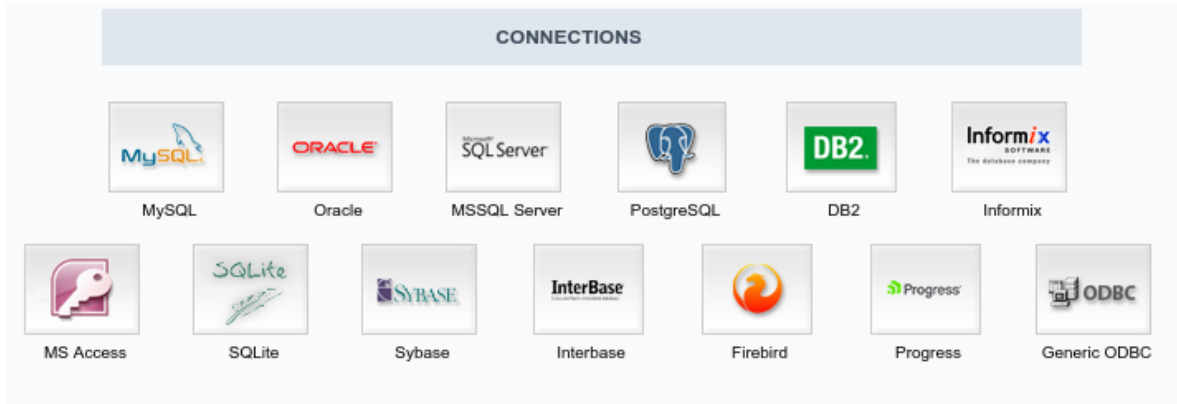 CONNECTIONS
MySQL
ORACLE
Microsoft
SQL Server
DB2.
Informix
SOFTWARE
The database company
MySQL
Oracle
MSSQL Server
PostgreSQL
DB2
Informix
SQLite
SYBASE
InterBase
Progress
ODBC
MS Access
SQLite
Sybase
Interbase
Firebird
Progress
Generic ODBC